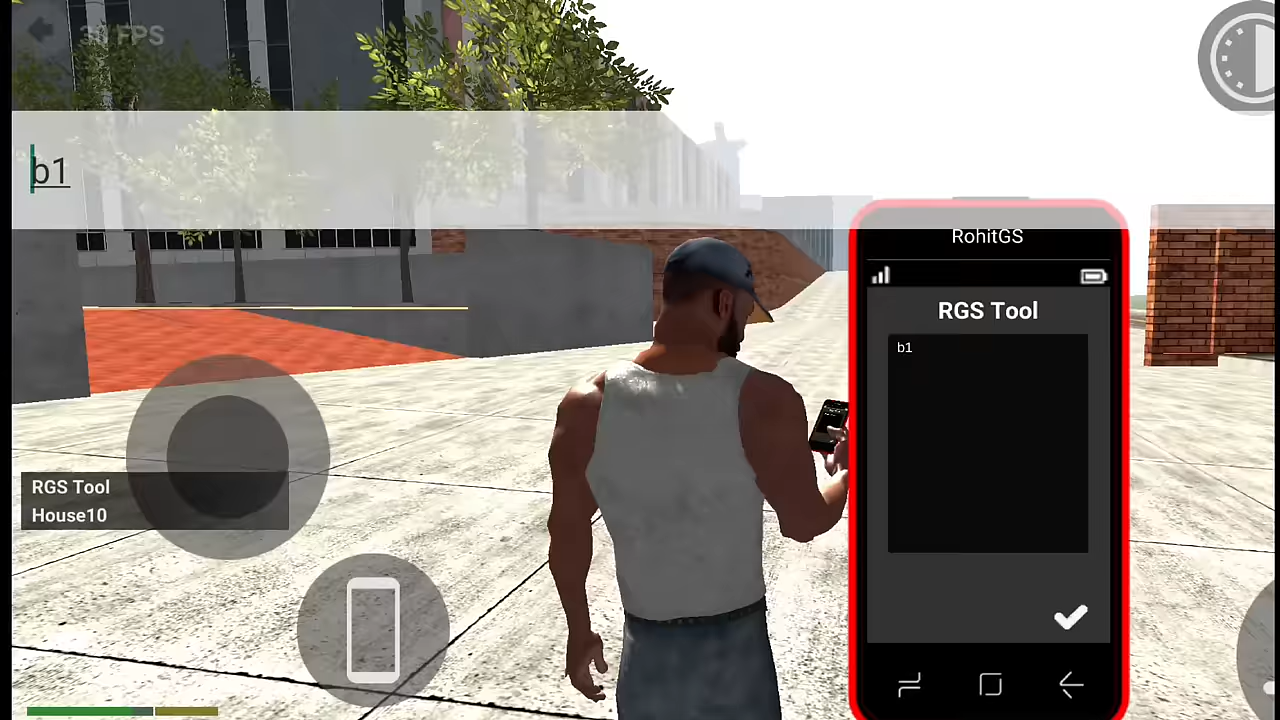 30 FPS
b1
RohitGS
RGS Tool
b1
RGS Tool
House10